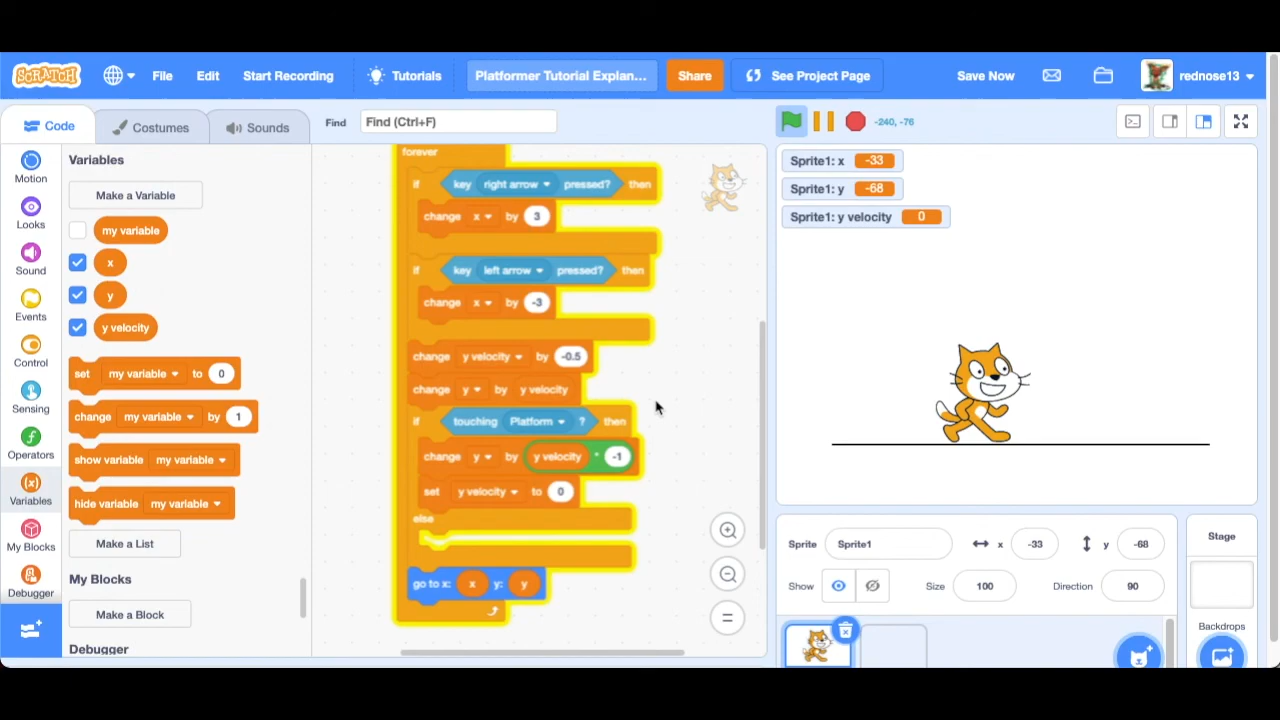 SCRATCH
File
Edit
Start Recording
Tutorials
Platformer Tutorial Explan...
Share
See Project Page
Save Now
rednose13
Code
Costumes
Sounds
Find
Find (Ctrl+F)
-240, -76
Motion
Looks
Sound
Events
Control
Sensing
Operators
Variables
My Blocks
Debugger
Variables
Make a Variable
my variable
x
y
y velocity
set my variable to 0
change my variable by 1
show variable my variable
hide variable my variable
Make a List
My Blocks
Make a Block
Debugger
forever
if key right arrow pressed? then
change x by 3
if key left arrow pressed? then
change x by -3
change y velocity by -0.5
change y by y velocity
if touching Platform ? then
change y by y velocity * -1
set y velocity to 0
else
go to x: x y: y
Sprite1: x -33
Sprite1: y -68
Sprite1: y velocity 0
Sprite Sprite1 x -33 y -68
Show Size 100 Direction 90
Stage
Backdrops